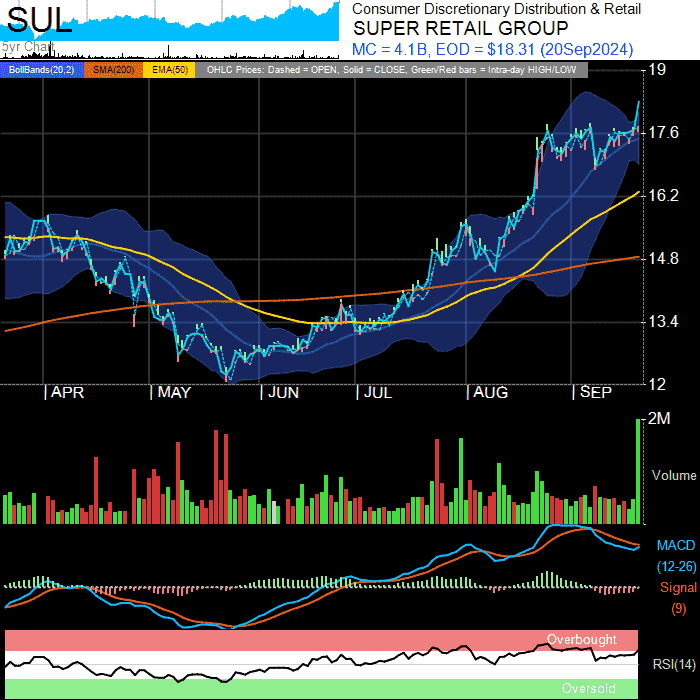 SUL
5yr Chart
Consumer Discretionary Distribution & Retail
SUPER RETAIL GROUP
MC = 4.1B, EOD = $18.31 (20Sep2024)
BollBands(20,2) SMA(200) EMA(50) OHLC Prices: Dashed = OPEN, Solid = CLOSE, Green/Red bars = Intra-day HIGH/LOW
19
17.6
16.2
14.8
13.4
12
APR MAY JUN JUL AUG SEP
2M
Volume
MACD
(12-26)
Signal
(9)
Overbought
RSI(14)
Oversold